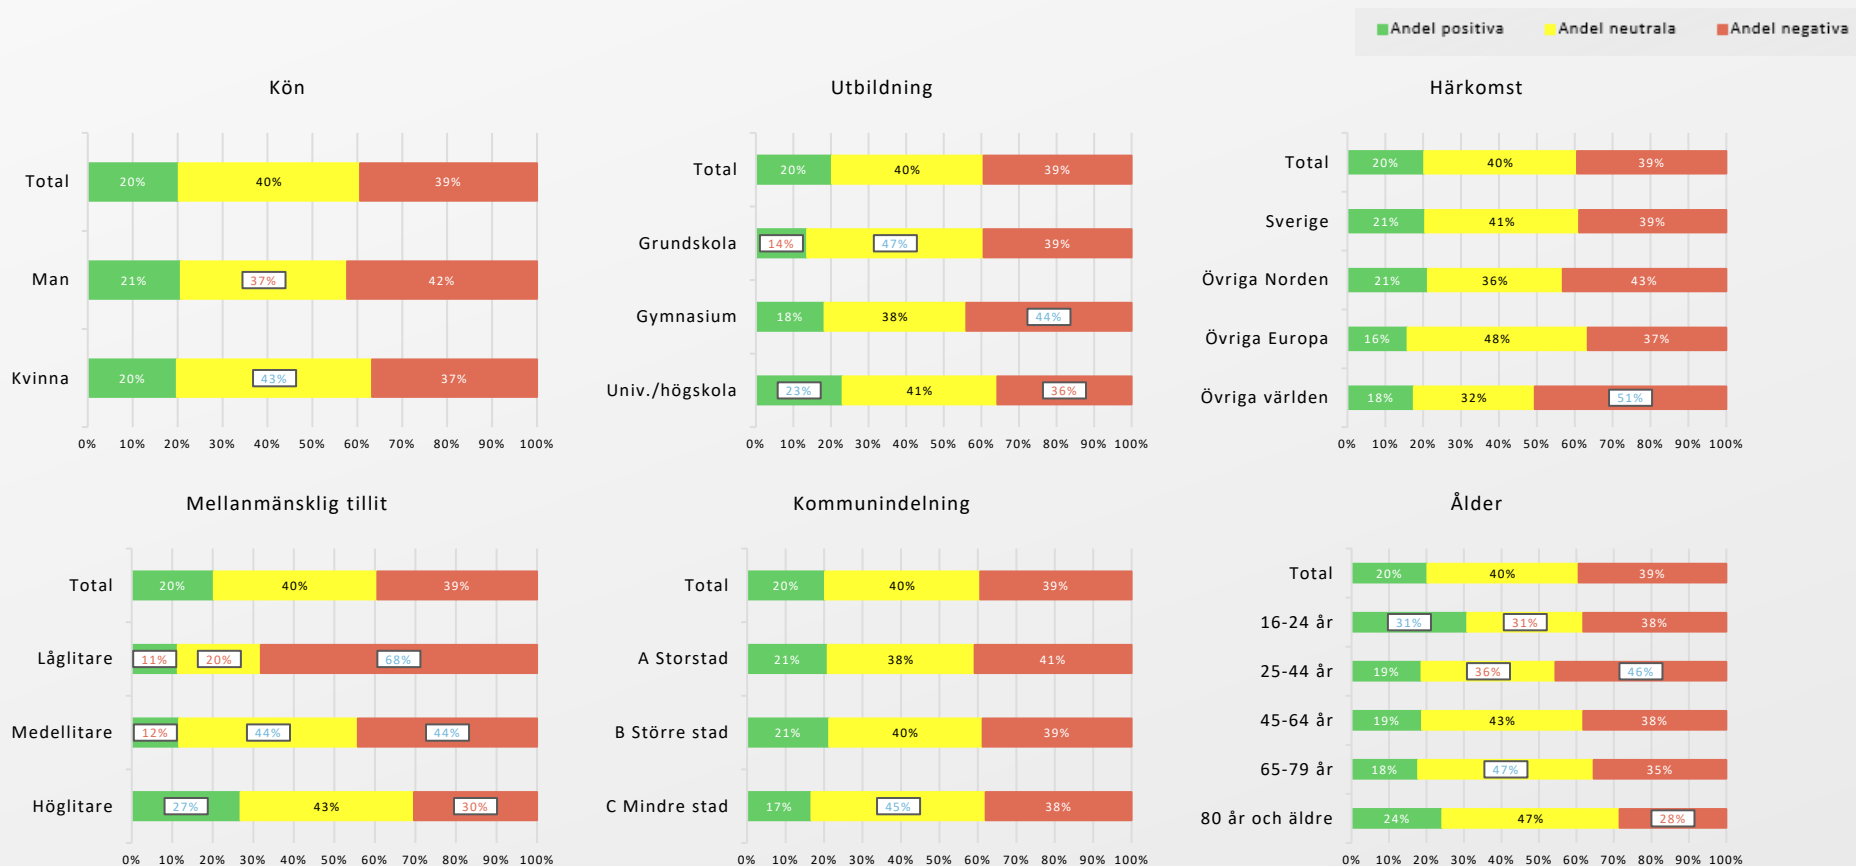 Andel positiva Andel neutrala Andel negativa
Kön
Total 20% 40% 39%
Man 21% 37% 42%
Kvinna 20% 43% 37%
0% 10% 20% 30% 40% 50% 60% 70% 80% 90% 100%
Utbildning
Total 20% 40% 39%
Grundskola 14% 47% 39%
Gymnasium 18% 38% 44%
Univ./högskola 23% 41% 36%
0% 10% 20% 30% 40% 50% 60% 70% 80% 90% 100%
Härkomst
Total 20% 40% 39%
Sverige 21% 41% 39%
Övriga Norden 21% 36% 43%
Övriga Europa 16% 48% 37%
Övriga världen 18% 32% 51%
0% 10% 20% 30% 40% 50% 60% 70% 80% 90% 100%
Mellanmänsklig tillit
Total 20% 40% 39%
Låglitare 11% 20% 68%
Medellitare 12% 44% 44%
Höglitare 27% 43% 30%
0% 10% 20% 30% 40% 50% 60% 70% 80% 90% 100%
Kommunindelning
Total 20% 40% 39%
A Storstad 21% 38% 41%
B Större stad 21% 40% 39%
C Mindre stad 17% 45% 38%
0% 10% 20% 30% 40% 50% 60% 70% 80% 90% 100%
Ålder
Total 20% 40% 39%
16-24 år 31% 31% 38%
25-44 år 19% 36% 46%
45-64 år 19% 43% 38%
65-79 år 18% 47% 35%
80 år och äldre 24% 47% 28%
0% 10% 20% 30% 40% 50% 60% 70% 80% 90% 100%